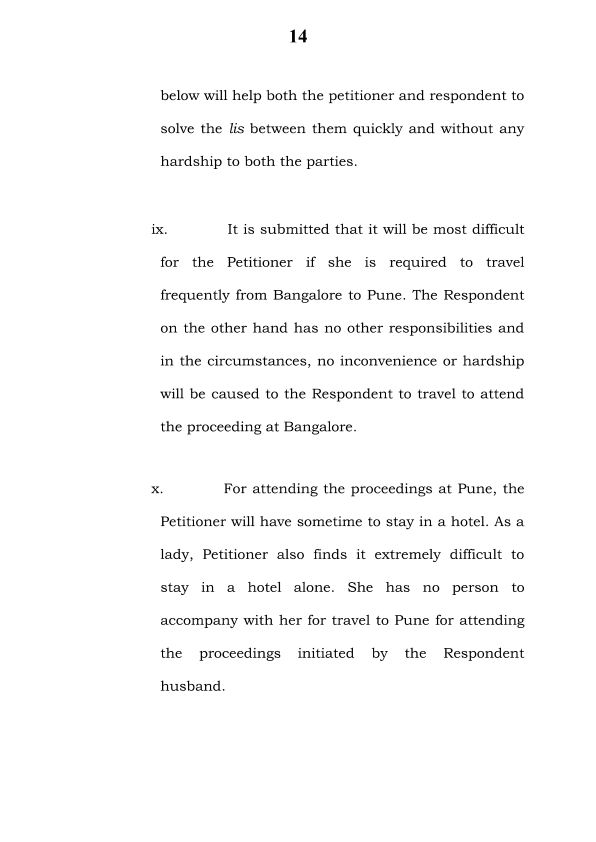 14
below will help both the petitioner and respondent to
solve the lis between them quickly and without any
hardship to both the parties.
ix. It is submitted that it will be most difficult
for the Petitioner if she is required to travel
frequently from Bangalore to Pune. The Respondent
on the other hand has no other responsibilities and
in the circumstances, no inconvenience or hardship
will be caused to the Respondent to travel to attend
the proceeding at Bangalore.
x. For attending the proceedings at Pune, the
Petitioner will have sometime to stay in a hotel. As a
lady, Petitioner also finds it extremely difficult to
stay in a hotel alone. She has no person to
accompany with her for travel to Pune for attending
the proceedings initiated by the Respondent
husband.